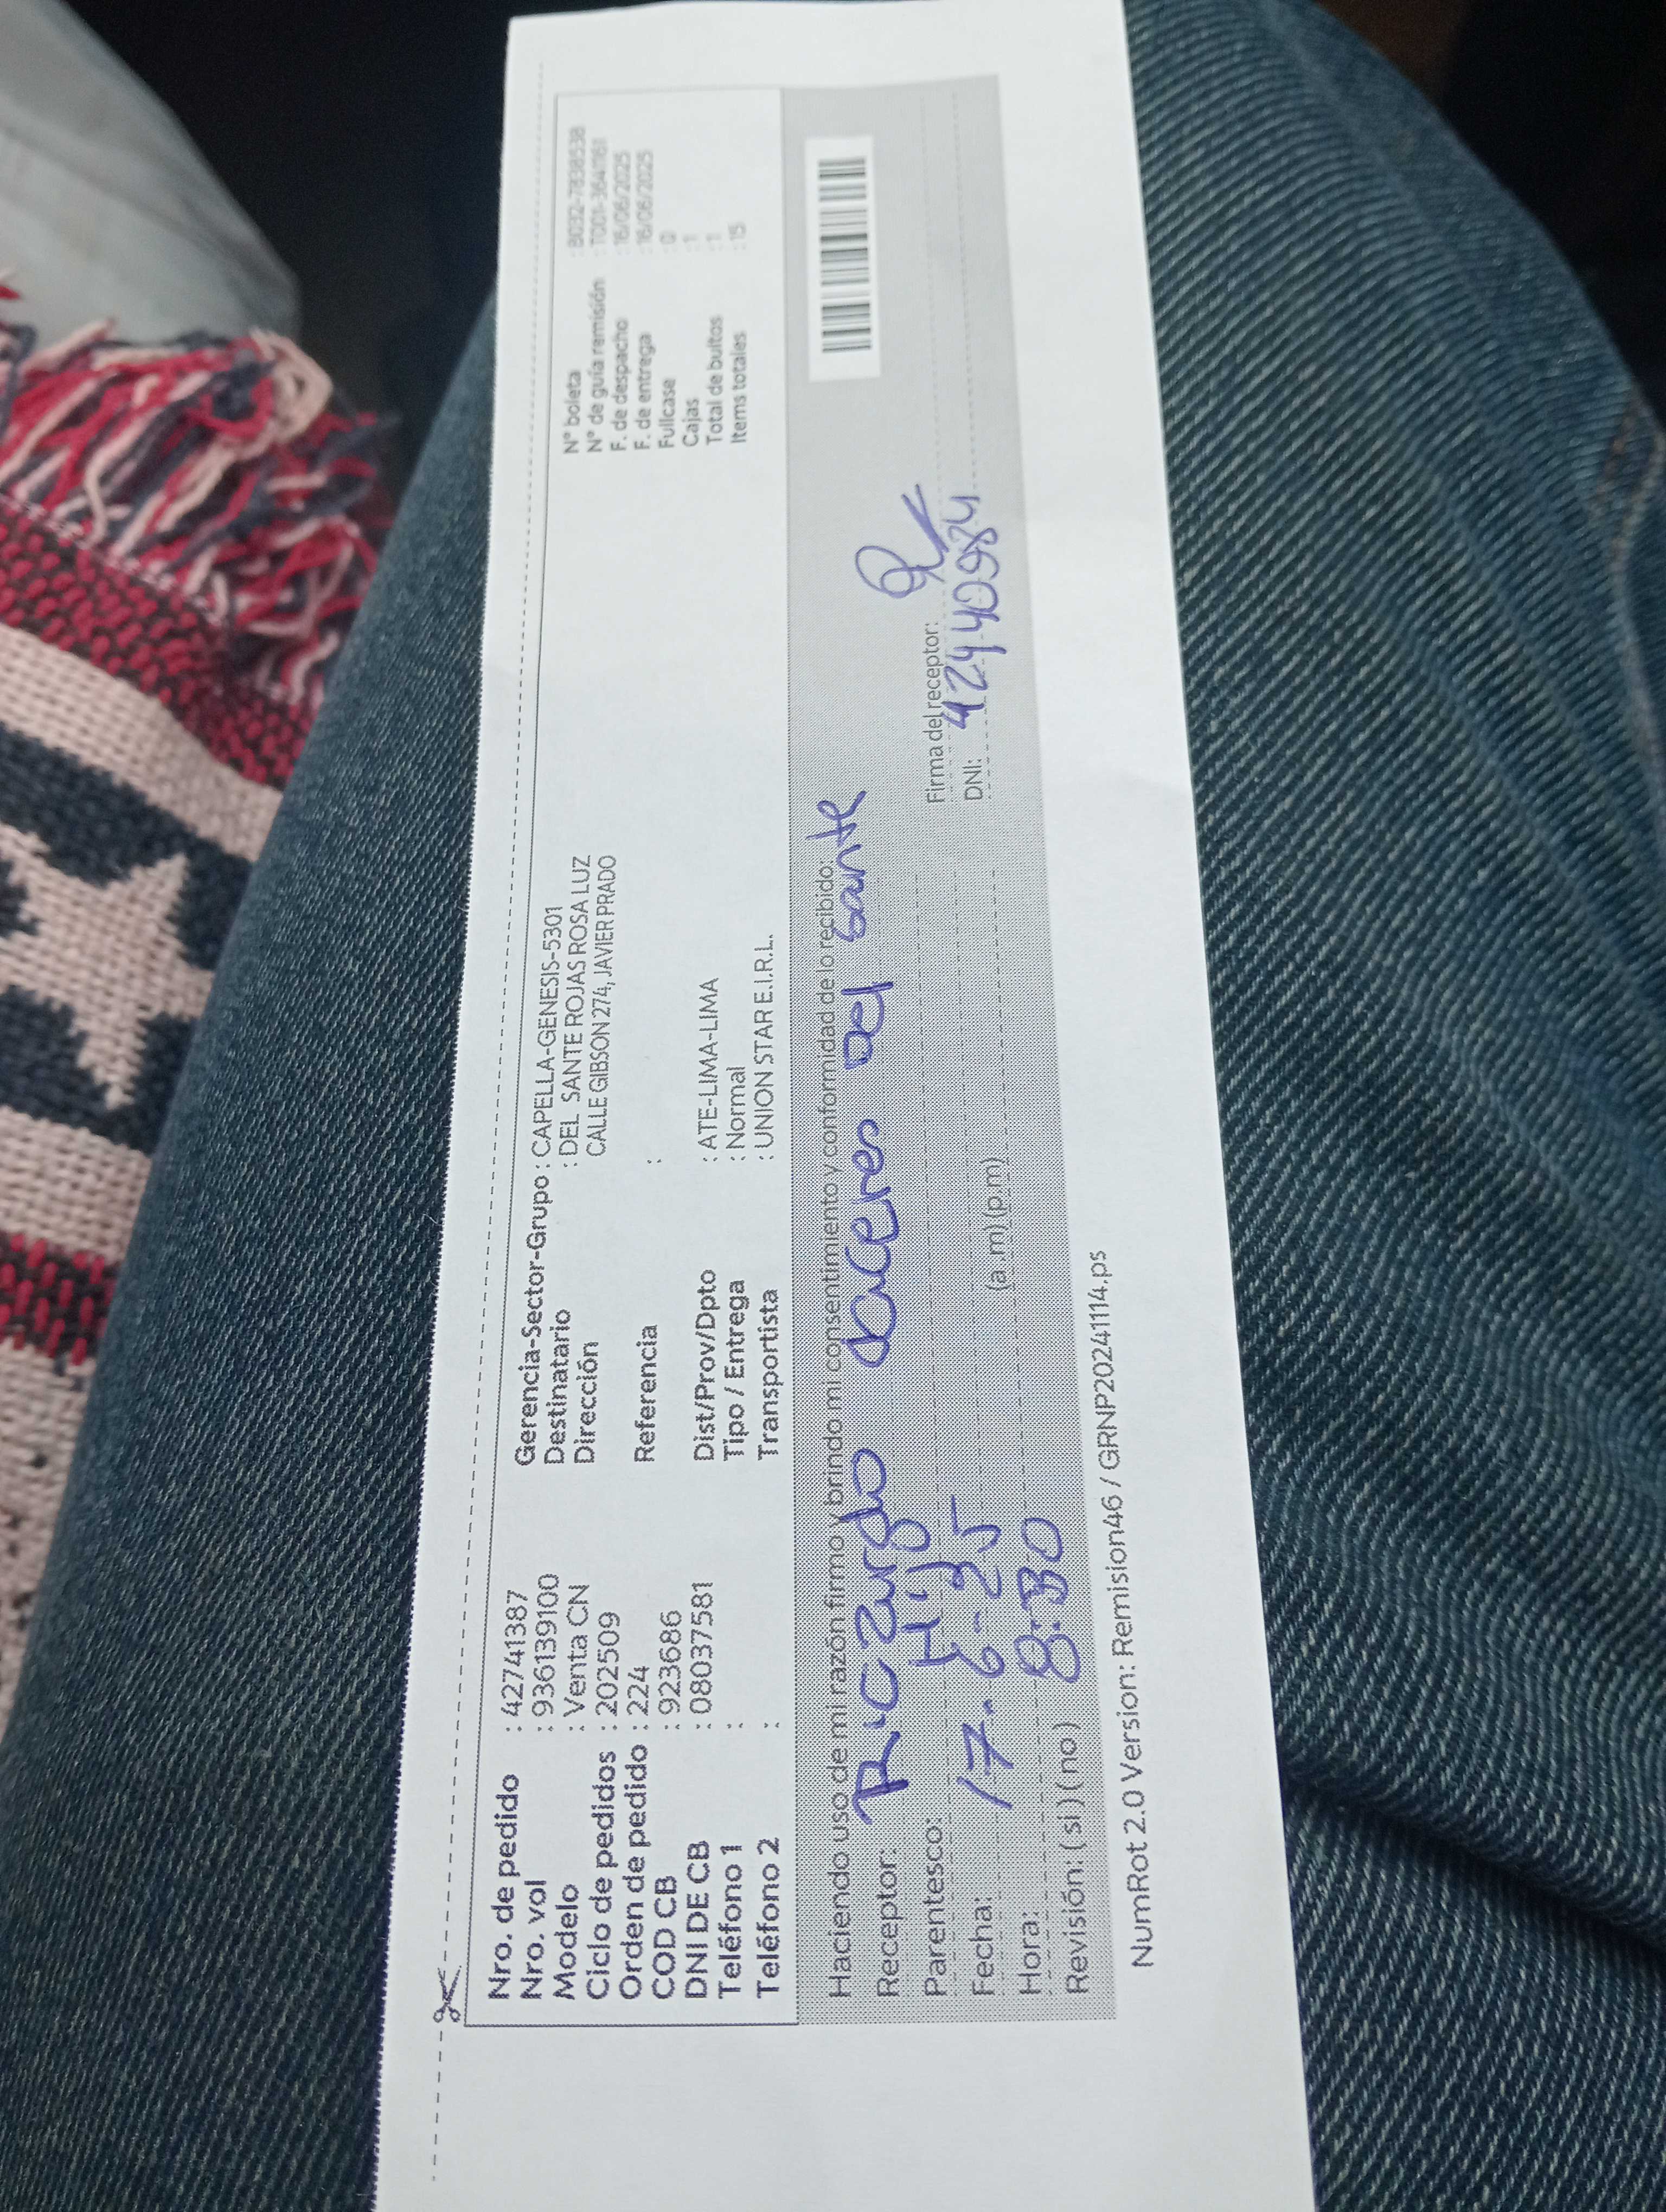 Nro. de pedido : 42741387
Nro. vol : 936139100
Modelo : Venta CN
Ciclo de pedidos : 202509
Orden de pedido : 224
COD CB : 923686
DNI DE CB : 08037581
Teléfono 1 :
Teléfono 2 :
Gerencia-Sector-Grupo : CAPELLA-GENESIS-5301
Destinatario : DEL SANTE ROJAS ROSA LUZ
Dirección CALLE GIBSON 274, JAVIER PRADO
Referencia :
Dist/Prov/Dpto : ATE-LIMA-LIMA
Tipo / Entrega : Normal
Transportista : UNION STAR E.I.R.L.
N° boleta
N° de guía remisión
F. de despacho : 16/06/2025
F. de entrega : 16/06/2025
Fullcase : 0
Cajas : 1
Total de bultos : 1
Items totales : 15
Haciendo uso de mi razón firmo y brindo mi consentimiento y conformidad de lo recibido:
Receptor: Ricardo Caceres Del Sante
Parentesco: Hijo
Fecha: 17-6-25
Hora: 8:30 (a.m) (p.m)
Revisión: (si) (no)
Firma del receptor:
DNI: 42440984
NumRot 2.0 Version: Remision46 / GRNP20241114.ps